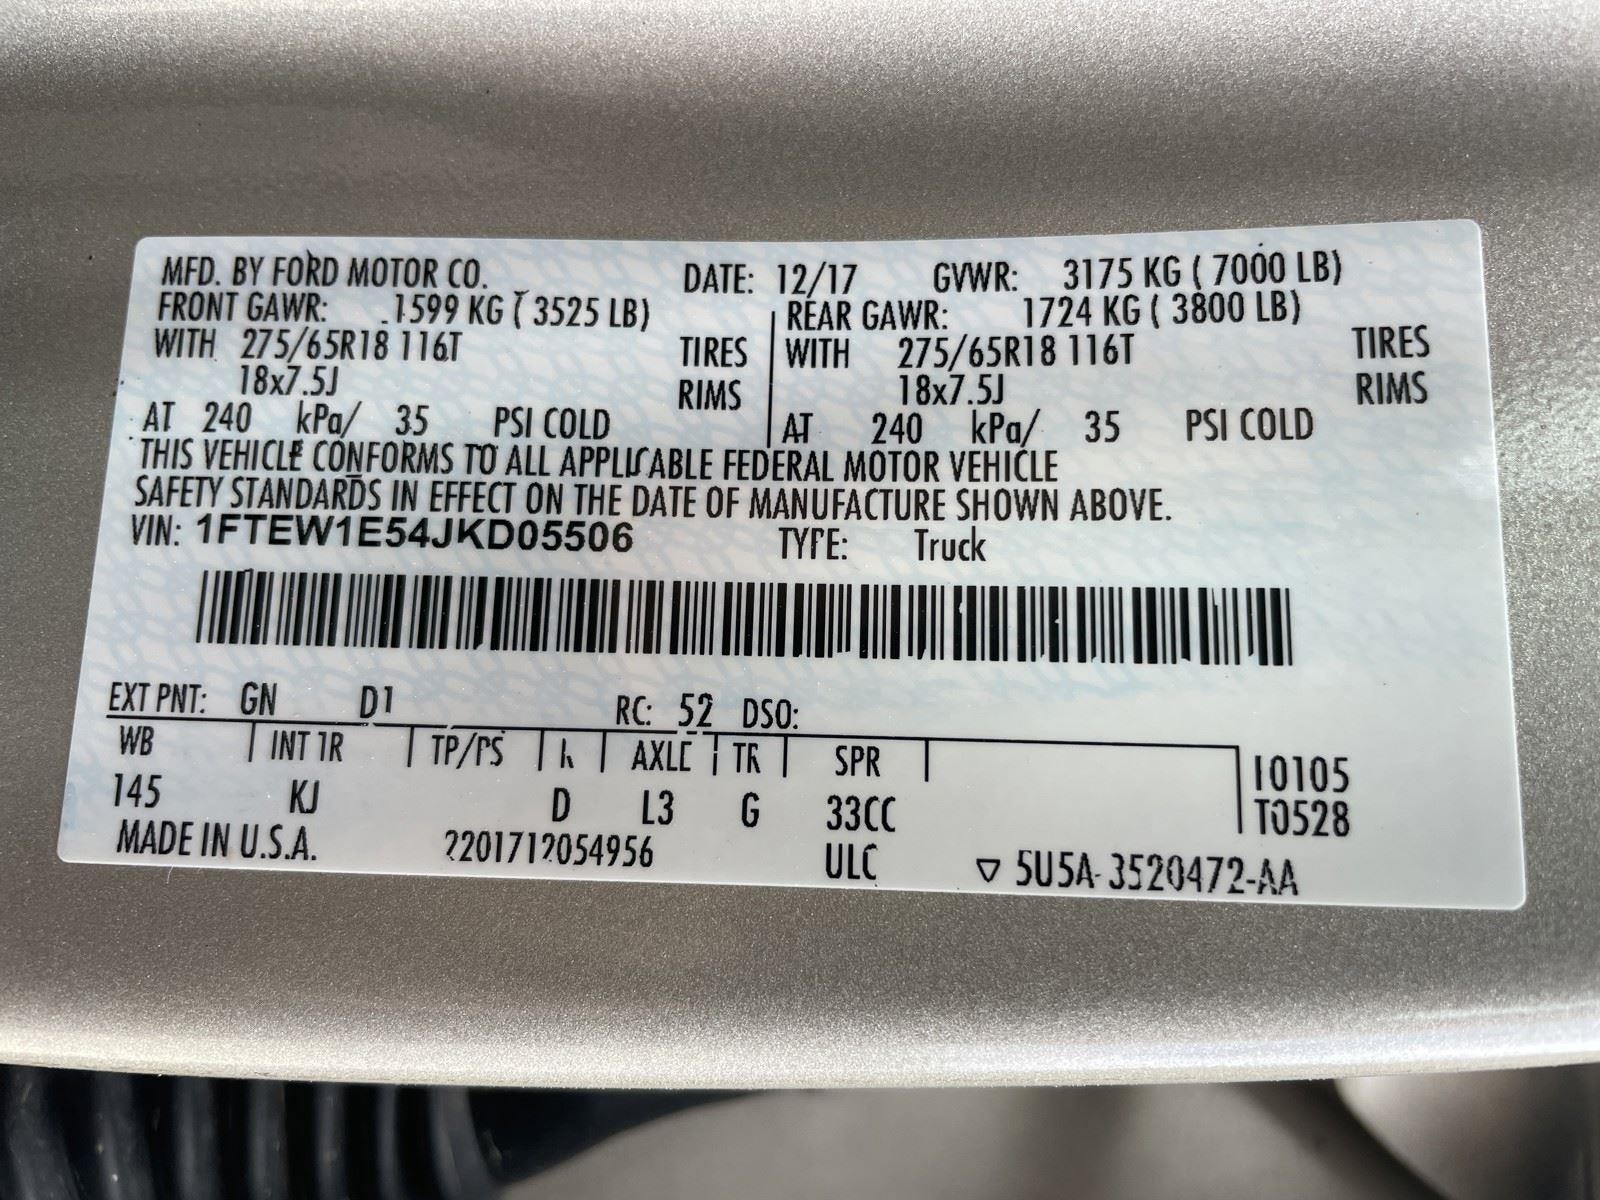 MFD. BY FORD MOTOR CO. DATE: 12/17 GVWR: 3175 KG ( 7000 LB)
FRONT GAWR: 1599 KG ( 3525 LB) REAR GAWR: 1724 KG ( 3800 LB)
WITH 275/65R18 116T TIRES WITH 275/65R18 116T TIRES
18x7.5J RIMS 18x7.5J RIMS
AT 240 kPa/ 35 PSI COLD AT 240 kPa/ 35 PSI COLD
THIS VEHICLE CONFORMS TO ALL APPLICABLE FEDERAL MOTOR VEHICLE
SAFETY STANDARDS IN EFFECT ON THE DATE OF MANUFACTURE SHOWN ABOVE.
VIN: 1FTEW1E54JKD05506 TYPE: Truck
EXT PNT: GN D1 RC: 52 DSO:
WB INT TR TP/PS R AXLE TR SPR
145 KJ D L3 G 33CC
I0105
T0528
MADE IN U.S.A. 2201712054956 ULC ▽ 5U5A-3520472-AA